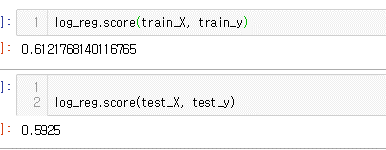 ]: 1 log_reg.score(train_X, train_y)
]: 0.6121768140116765
]: 1
2 log_reg.score(test_X, test_y)
]: 0.5925